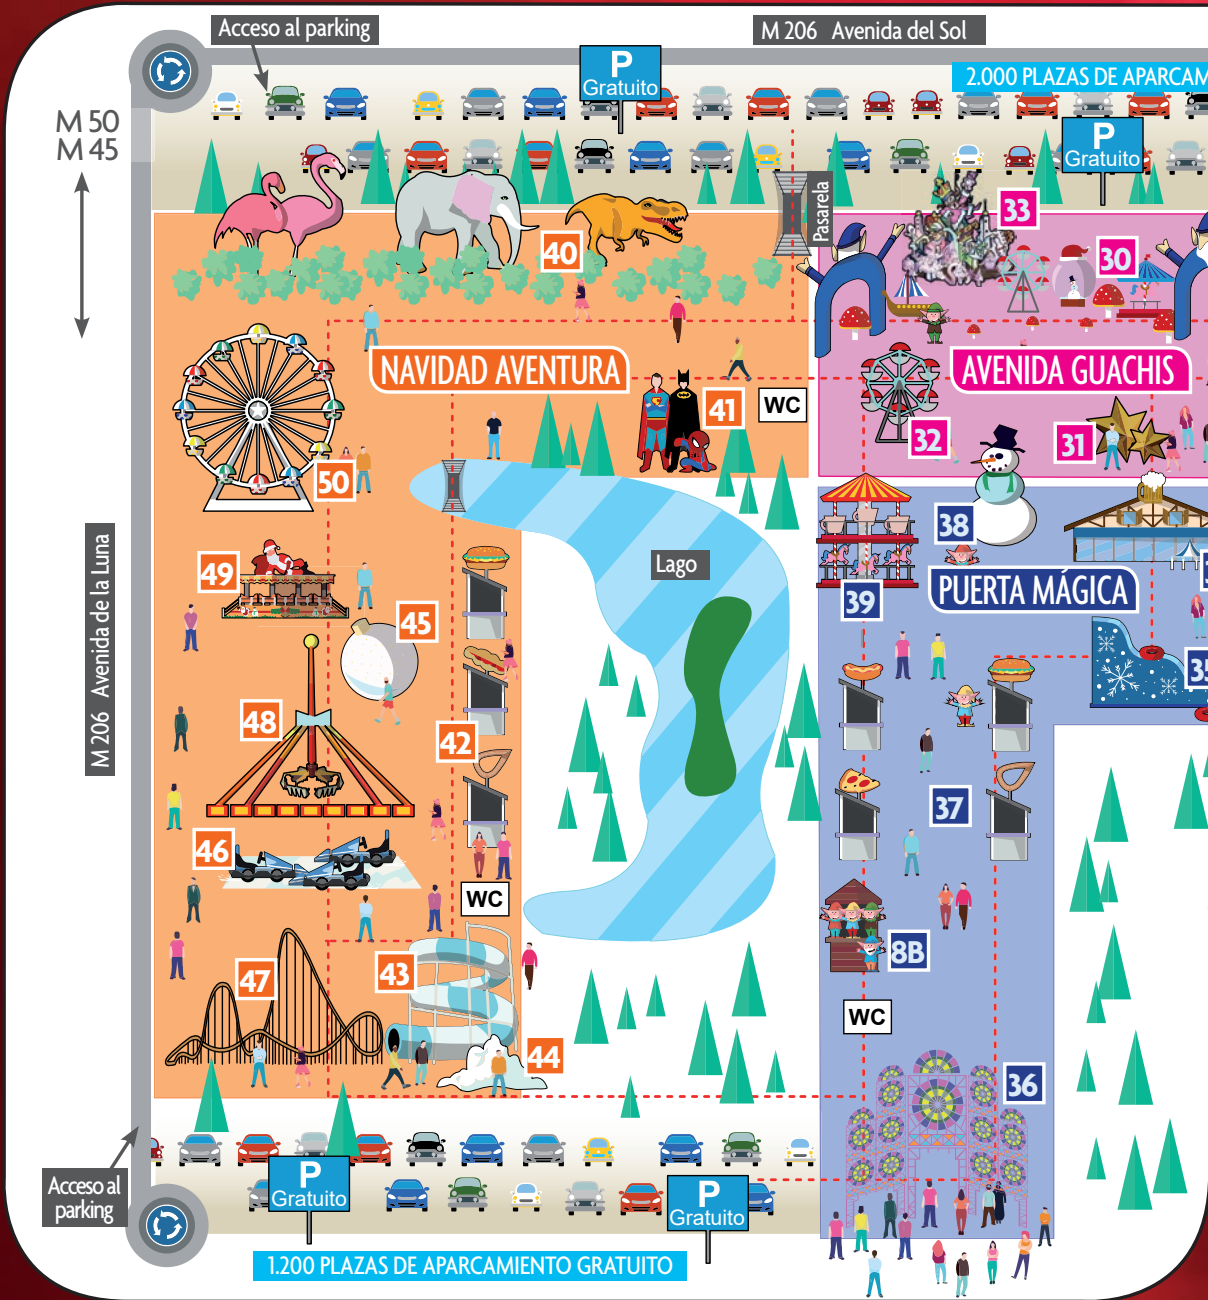 Acceso al parking
M 206 Avenida del Sol
P
Gratuito
2.000 PLAZAS DE
M 50
M 45
P
Gratuito
Pasarela
33
40
30
NAVIDAD AVENTURA
AVENIDA GUACHIS
41
WC
32
31
50
38
M 206 Avenida de la Luna
Lago
49
39
PUERTA MÁGICA
45
35
48
42
37
46
WC
8B
47
43
WC
44
36
Acceso al
parking
P
Gratuito
P
Gratuito
1.200 PLAZAS DE APARCAMIENTO GRATUITO